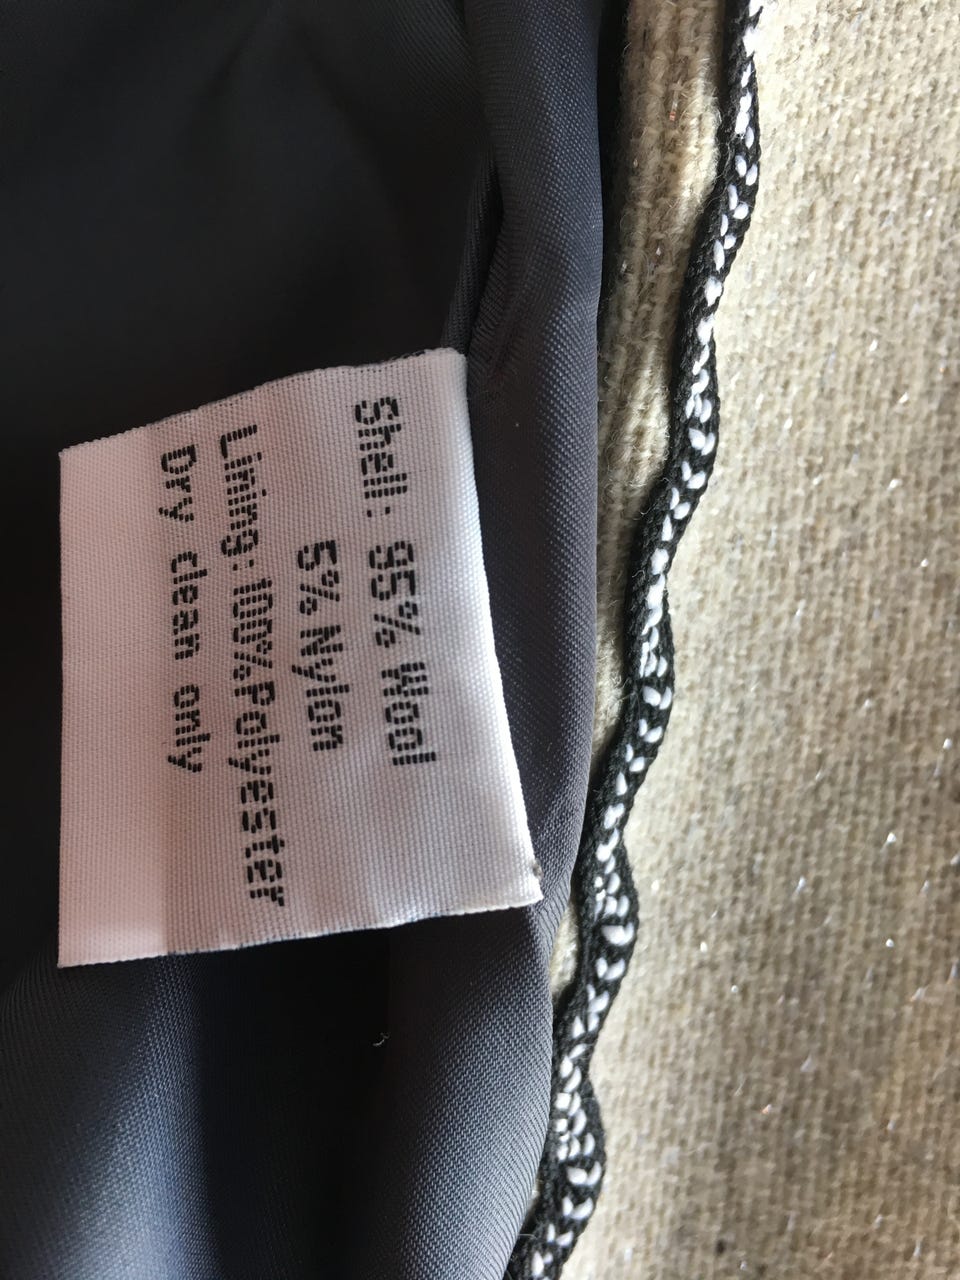 Shell: 95% Wool
5% Nylon
Lining:100%Polyester
Dry clean only